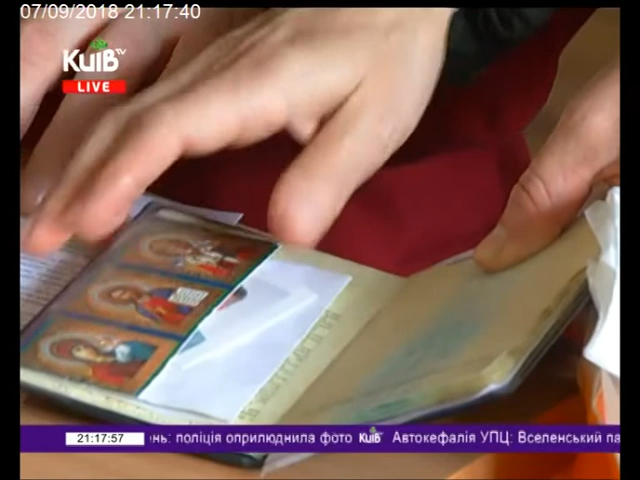 07/09/2018 21:17:40
КиїВ TV
LIVE
21:17:57 нь: поліція оприлюднила фото КиїВ Автокефалія УПЦ: Вселенський па